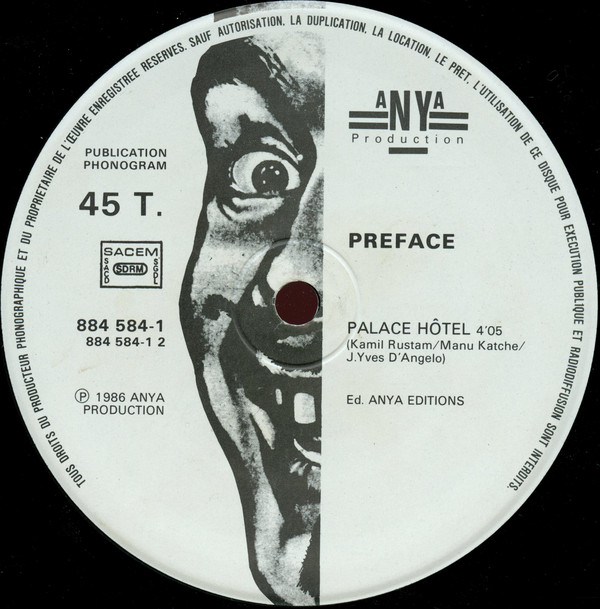 TOUS DROITS DU PRODUCTEUR PHONOGRAPHIQUE ET DU PROPRIETAIRE DE L'ŒUVRE ENREGISTREE RESERVES. SAUF AUTORISATION, LA DUPLICATION, LA LOCATION, LE PRET, L'UTILISATION DE CE DISQUE POUR EXECUTION PUBLIQUE ET RADIODIFFUSION SONT INTERDITS.
ANYA
Production
PUBLICATION
PHONOGRAM
45 T.
SACEM
SACD
SDRM
SGDL
884 584-1
884 584-1 2
Ⓟ 1986 ANYA
PRODUCTION
PREFACE
PALACE HÔTEL 4'05
(Kamil Rustam/Manu Katche/
J.Yves D'Angelo)
Ed. ANYA EDITIONS